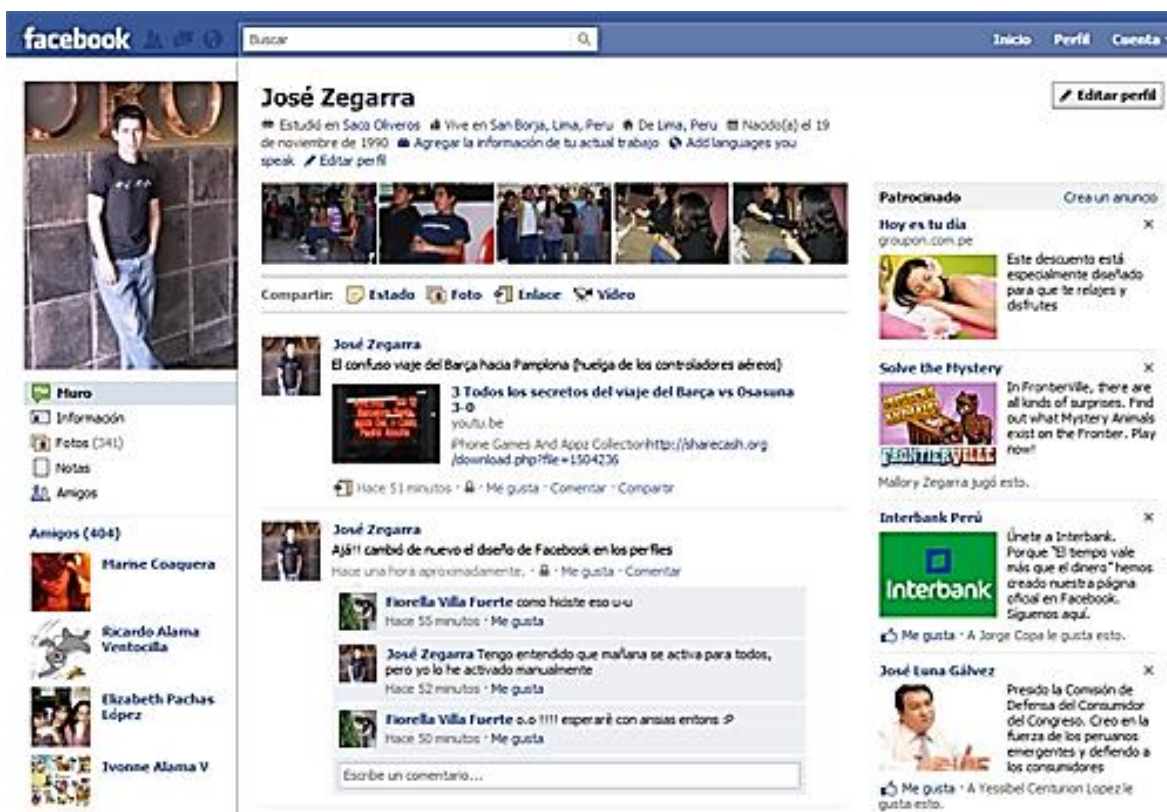 facebook
Buscar
Inicio Perfil Cuenta
José Zegarra
Editar perfil
Estudió en Saco Oliveros Vive en San Borja, Lima, Peru De Lima, Peru Nacido(a) el 19
de noviembre de 1990 Agregar la información de tu actual trabajo Add languages you
speak Editar perfil
Compartir: Estado Foto Enlace Video
José Zegarra
El confuso viaje del Barça hacia Pamplona (huelga de los controladores aéreos)
3 Todos los secretos del viaje del Barça vs Osasuna
3-0
youtu.be
iPhone Games And Appz Collectionhttp://sharecash.org
/download.php?file=1504236
Hace 51 minutos · Me gusta · Comentar · Compartir
José Zegarra
Ajá!! cambió de nuevo el diseño de Facebook en los perfiles
Hace una hora aproximadamente. · Me gusta · Comentar
Fiorella Villa Fuerte como hiciste eso u-u
Hace 55 minutos · Me gusta
José Zegarra Tengo entendido que mañana se activa para todos,
pero yo lo he activado manualmente
Hace 52 minutos · Me gusta
Fiorella Villa Fuerte o.o !!!! esperaré con ansias entons :P
Hace 50 minutos · Me gusta
Escribe un comentario...
Muro
Información
Fotos (341)
Notas
Amigos
Amigos (404)
Marise Coaquera
Ricardo Alama
Ventocilla
Elizabeth Pachas
López
Ivonne Alama V
Patrocinado Crea un anuncio
Hoy es tu día
groupon.com.pe
Este descuento está
especialmente diseñado
para que te relajes y
disfrutes
Solve the Mystery
In FrontierVille, there are
all kinds of surprises. Find
out what Mystery Animals
exist on the Frontier. Play
now!
FRONTIERVILLE
Mallory Zegarra jugó esto.
Interbank Perú
Interbank
Únete a Interbank.
Porque "El tiempo vale
más que el dinero" hemos
creado nuestra página
oficial en Facebook.
Síguenos aquí.
Me gusta · A Jorge Copa le gusta esto.
José Luna Gálvez
Presido la Comisión de
Defensa del Consumidor
del Congreso. Creo en la
fuerza de los peruanos
emergentes y defiendo a
los consumidores
Me gusta · A Yessibel Centurion Lopez le
gusta esto.